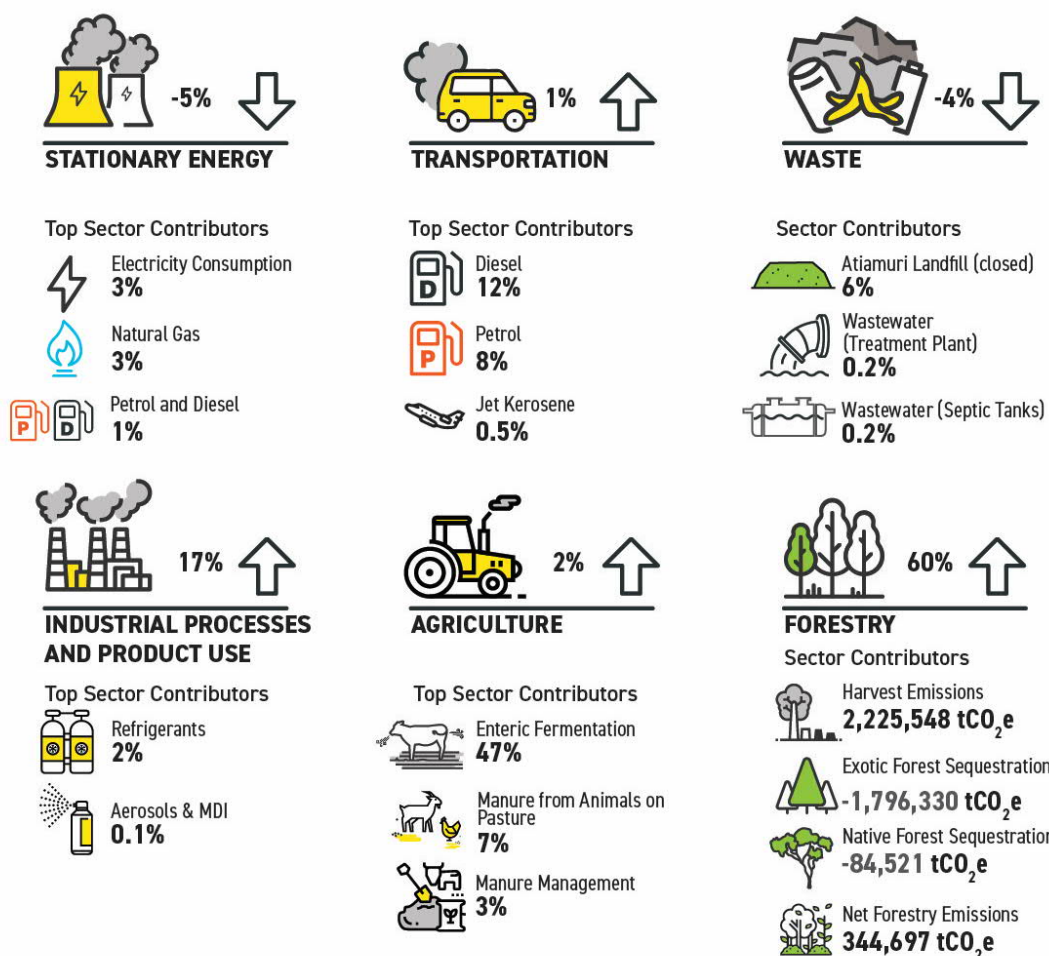 -5%
STATIONARY ENERGY
Top Sector Contributors
Electricity Consumption
3%
Natural Gas
3%
P D
Petrol and Diesel
1%
1%
TRANSPORTATION
Top Sector Contributors
D
Diesel
12%
P
Petrol
8%
Jet Kerosene
0.5%
-4%
WASTE
Sector Contributors
Atiamuri Landfill (closed)
6%
Wastewater
(Treatment Plant)
0.2%
Wastewater (Septic Tanks)
0.2%
17%
INDUSTRIAL PROCESSES
AND PRODUCT USE
Top Sector Contributors
Refrigerants
2%
Aerosols & MDI
0.1%
2%
AGRICULTURE
Top Sector Contributors
Enteric Fermentation
47%
Manure from Animals on
Pasture
7%
Manure Management
3%
60%
FORESTRY
Sector Contributors
Harvest Emissions
2,225,548 tCO₂e
Exotic Forest Sequestration
-1,796,330 tCO₂e
Native Forest Sequestration
-84,521 tCO₂e
Net Forestry Emissions
344,697 tCO₂e